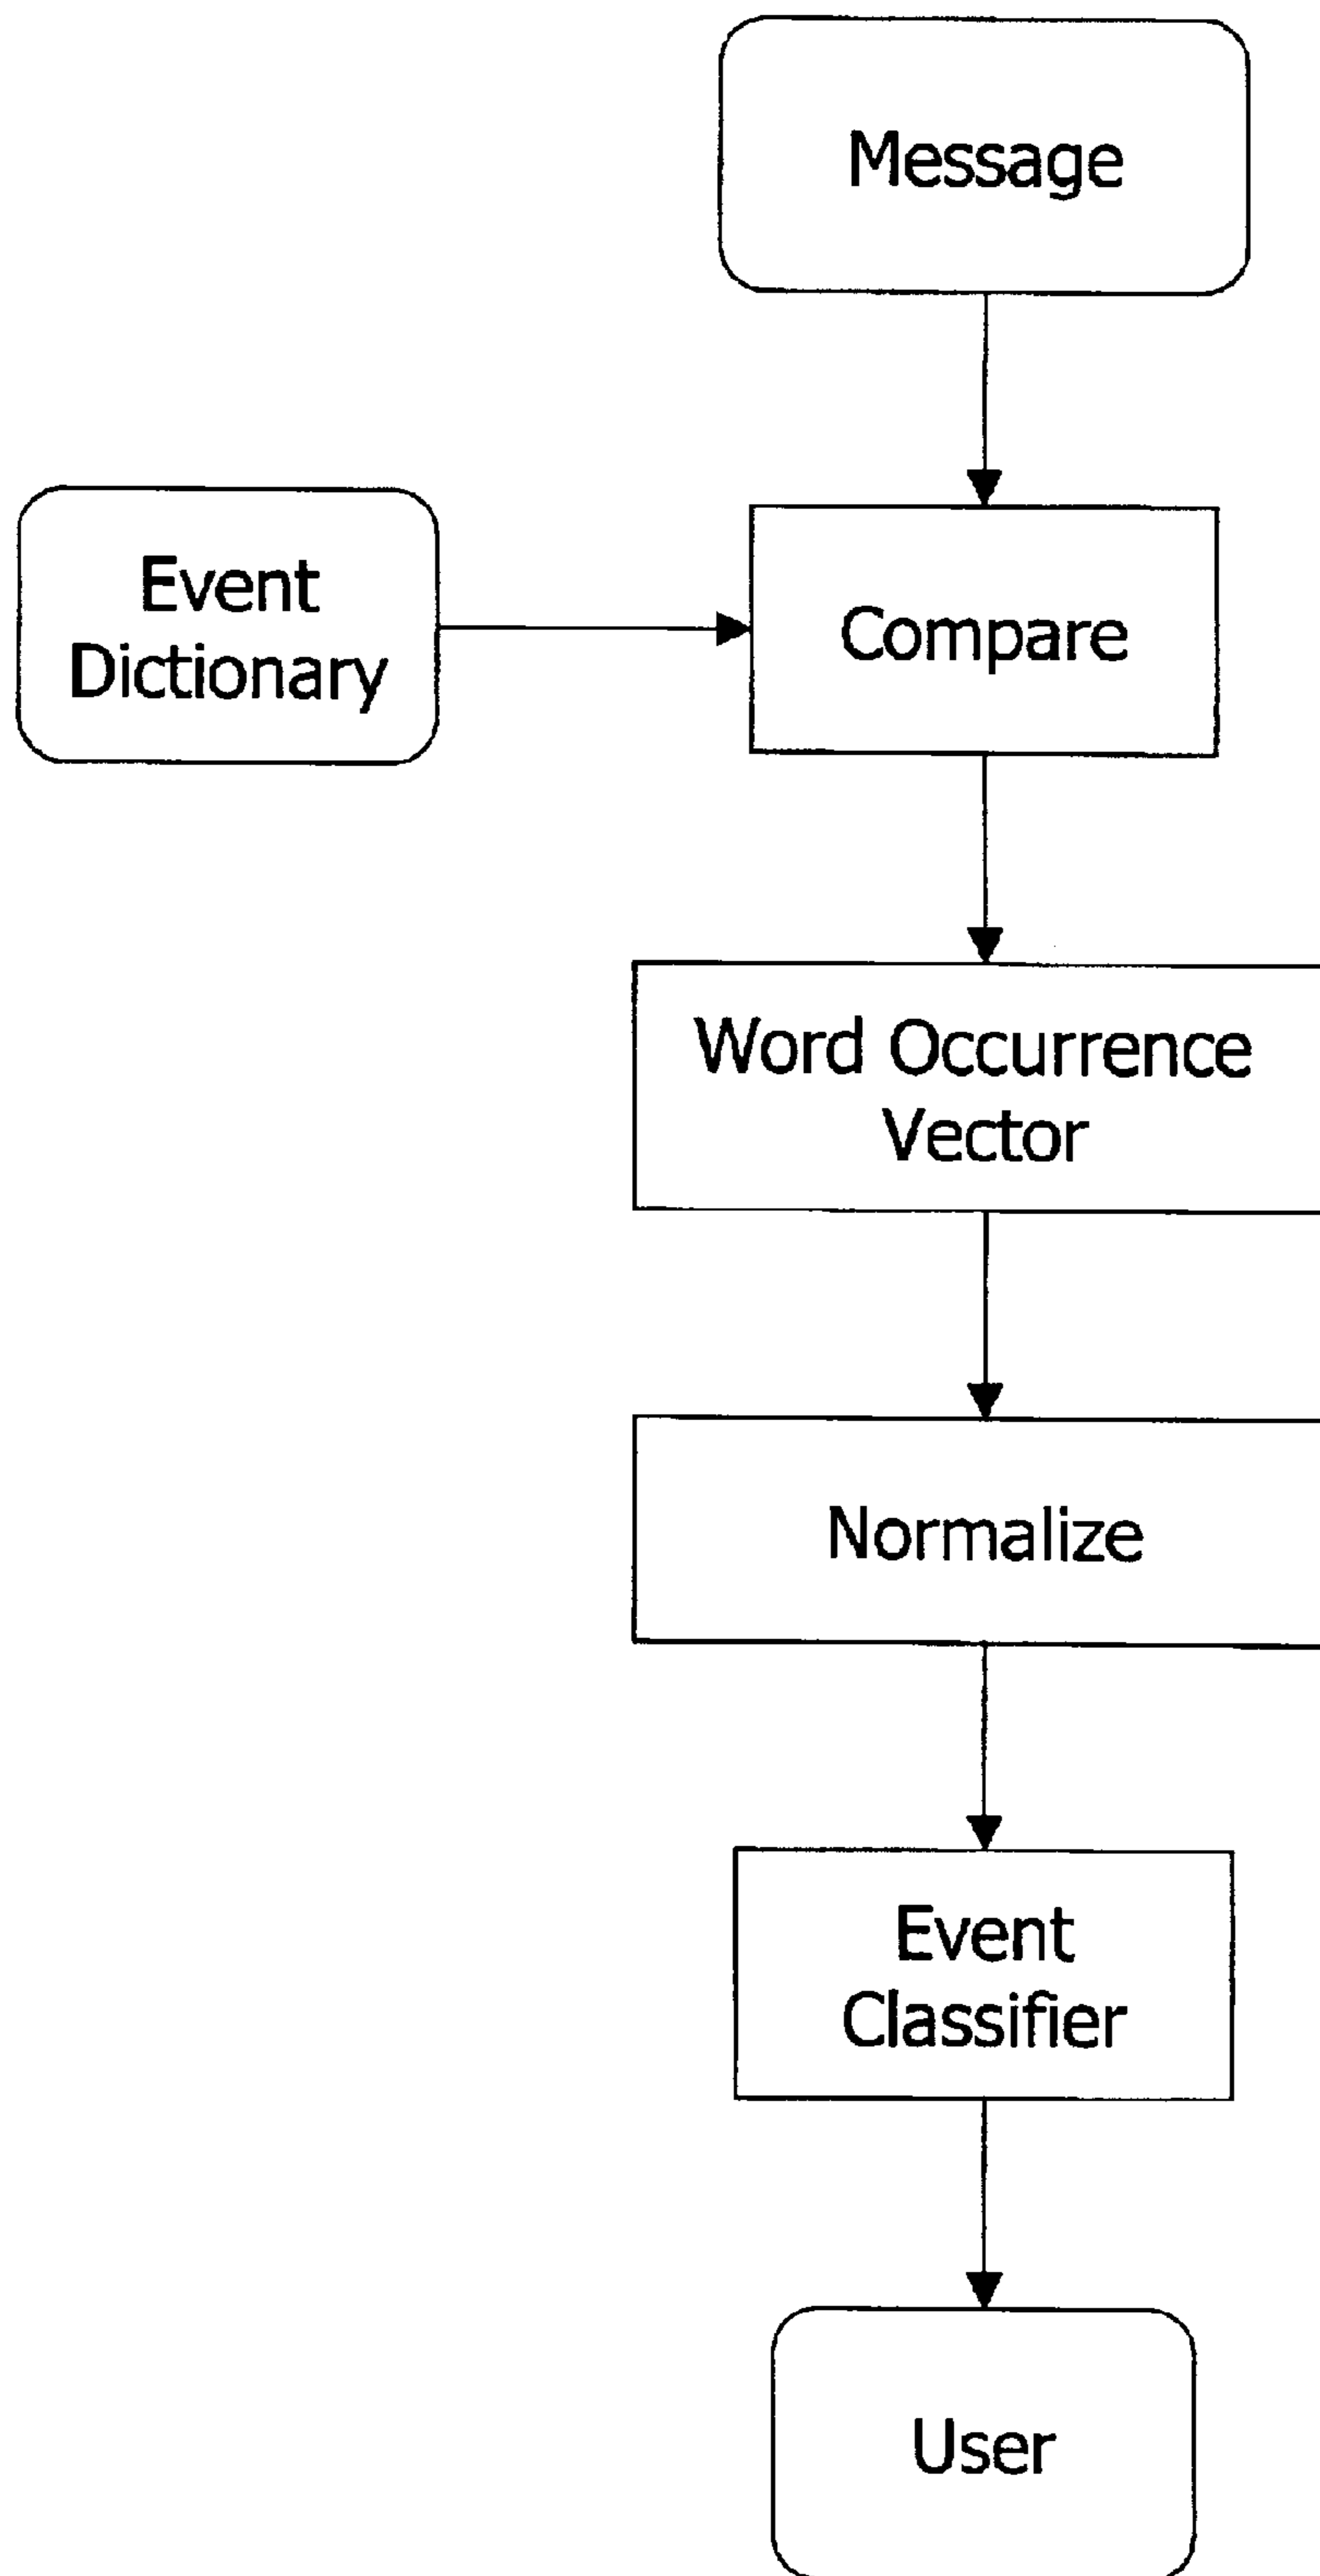 Message
Event
Dictionary
Compare
Word Occurrence
Vector
Normalize
Event
Classifier
User